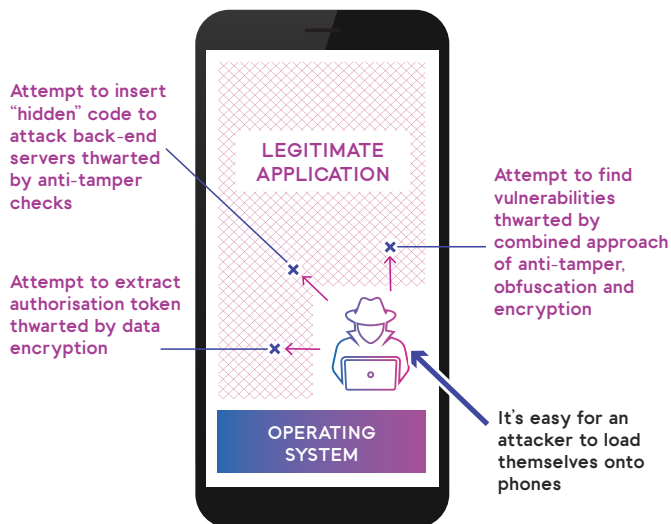 Attempt to insert
“hidden” code to
attack back-end
servers thwarted
by anti-tamper
checks
Attempt to extract
authorisation token
thwarted by data
encryption
LEGITIMATE
APPLICATION
OPERATING
SYSTEM
Attempt to find
vulnerabilities
thwarted by
combined approach
of anti-tamper,
obfuscation and
encryption
It’s easy for an
attacker to load
themselves onto
phones